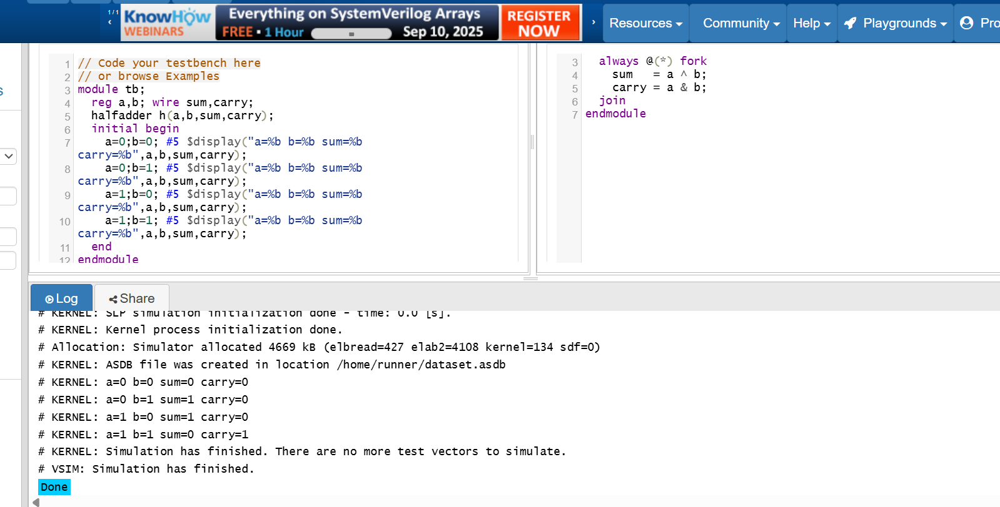 1/1
‹
KnowHow
WEBINARS
Everything on SystemVerilog Arrays
FREE ▪ 1 Hour
Sep 10, 2025
REGISTER
NOW
›
Resources
Community
Help
Playgrounds
Pro
1 // Code your testbench here
2 // or browse Examples
3 module tb;
4   reg a,b; wire sum,carry;
5   halfadder h(a,b,sum,carry);
6   initial begin
7     a=0;b=0; #5 $display("a=%b b=%b sum=%b
carry=%b",a,b,sum,carry);
8     a=0;b=1; #5 $display("a=%b b=%b sum=%b
carry=%b",a,b,sum,carry);
9     a=1;b=0; #5 $display("a=%b b=%b sum=%b
carry=%b",a,b,sum,carry);
10     a=1;b=1; #5 $display("a=%b b=%b sum=%b
carry=%b",a,b,sum,carry);
11   end
12 endmodule
3   always @(*) fork
4     sum   = a ^ b;
5     carry = a & b;
6   join
7 endmodule
Log
Share
# KERNEL: SLP simulation initialization done - time: 0.0 [s].
# KERNEL: Kernel process initialization done.
# Allocation: Simulator allocated 4669 kB (elbread=427 elab2=4108 kernel=134 sdf=0)
# KERNEL: ASDB file was created in location /home/runner/dataset.asdb
# KERNEL: a=0 b=0 sum=0 carry=0
# KERNEL: a=0 b=1 sum=1 carry=0
# KERNEL: a=1 b=0 sum=1 carry=0
# KERNEL: a=1 b=1 sum=0 carry=1
# KERNEL: Simulation has finished. There are no more test vectors to simulate.
# VSIM: Simulation has finished.
Done